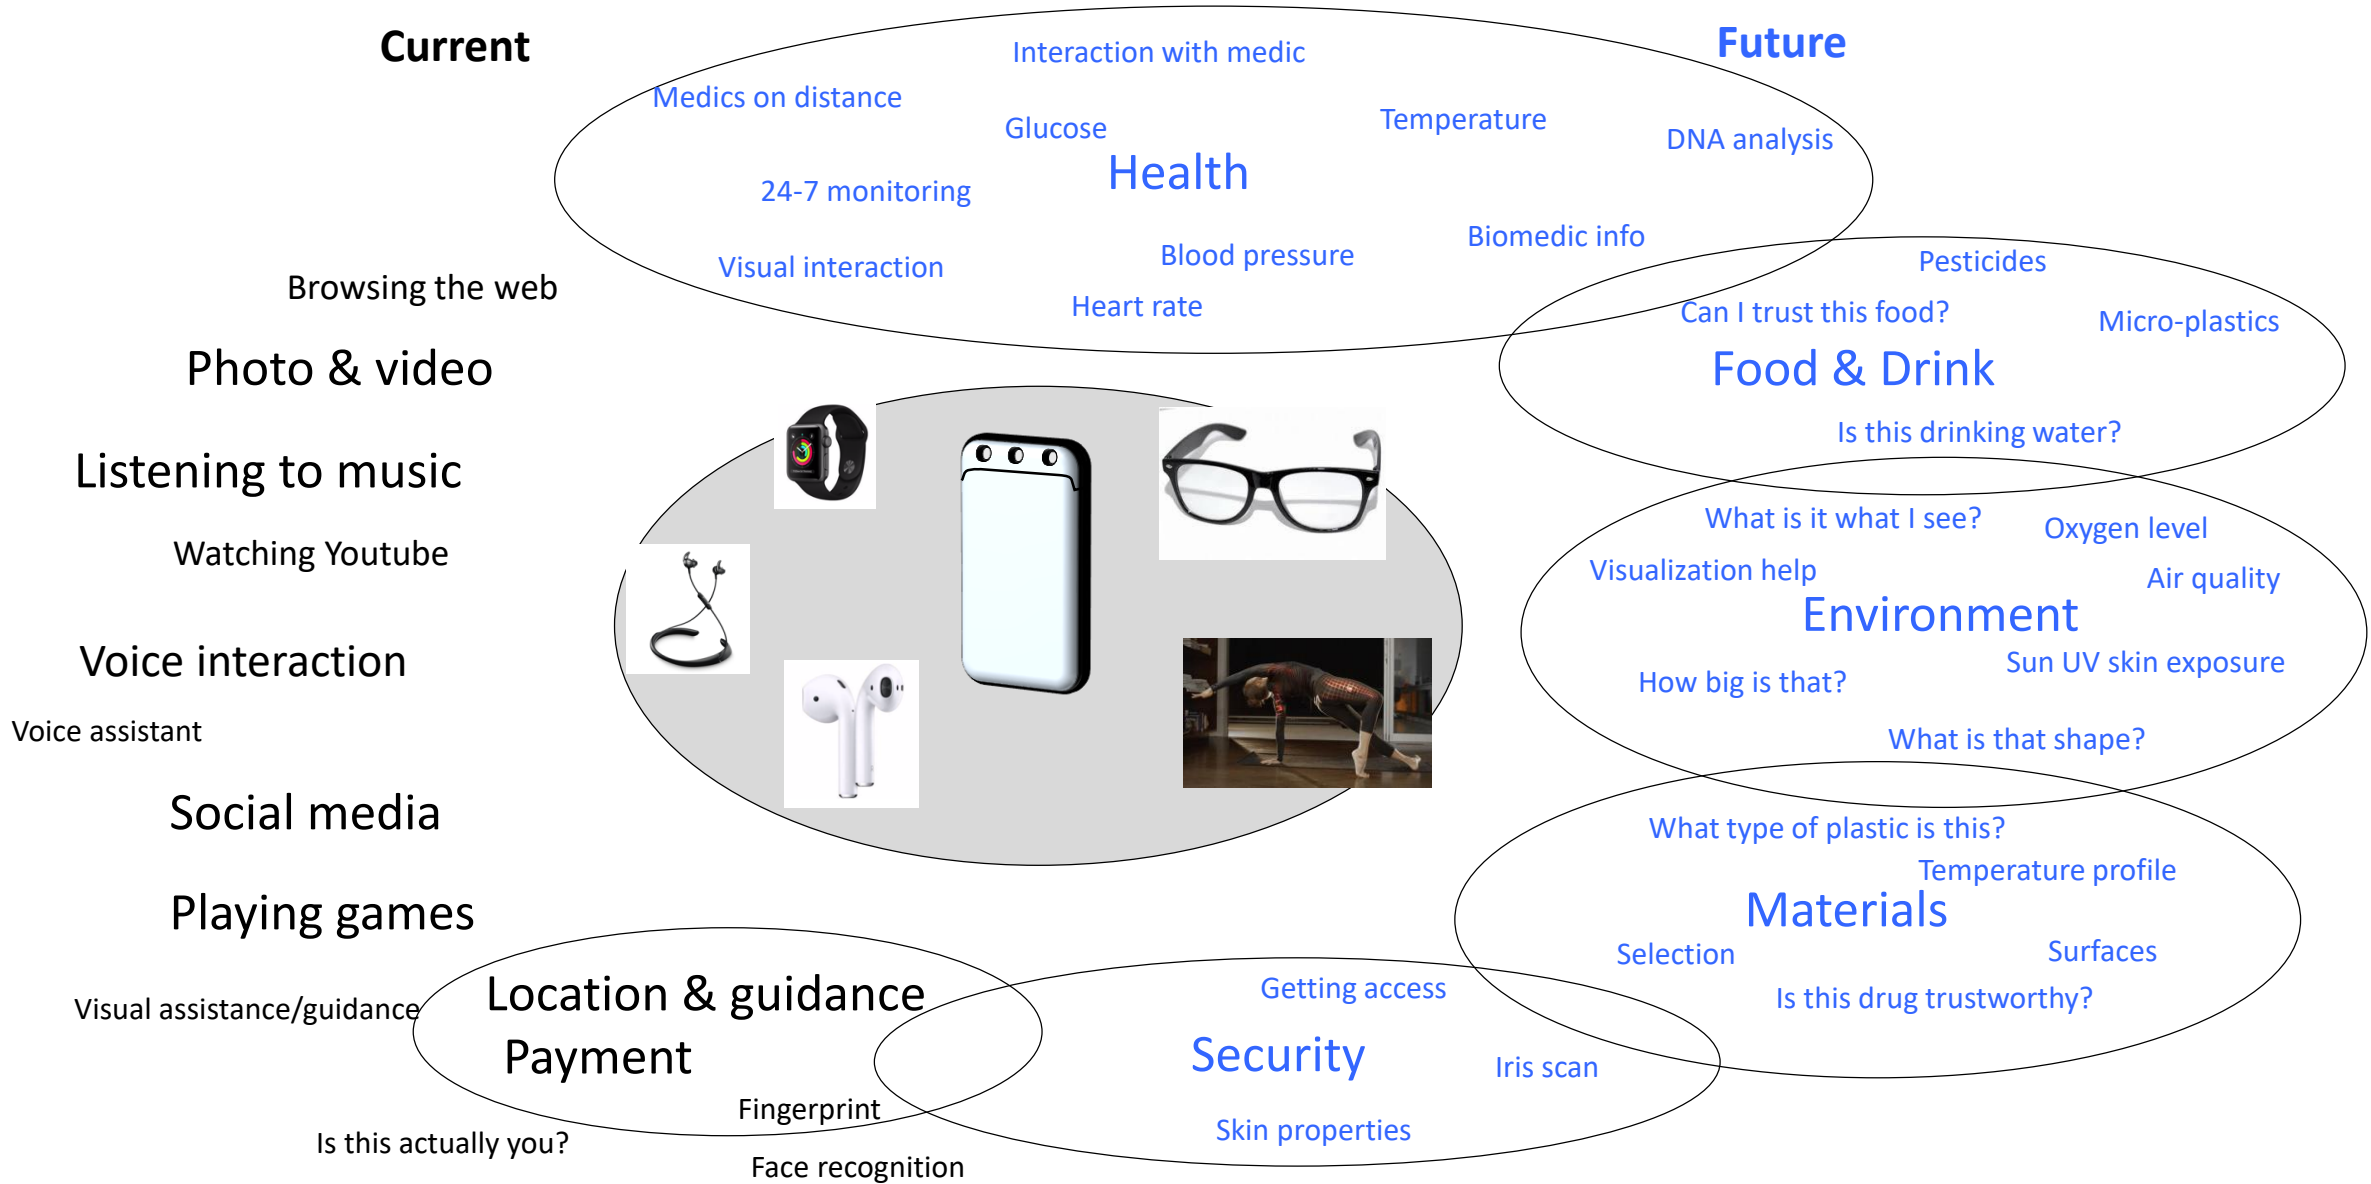 Current
Future
Interaction with medic
Medics on distance
Glucose
Temperature
DNA analysis
Health
24-7 monitoring
Biomedic info
Blood pressure
Visual interaction
Heart rate
Browsing the web
Photo & video
Listening to music
Watching Youtube
Voice interaction
Voice assistant
Social media
Playing games
Visual assistance/guidance
Location & guidance
Payment
Fingerprint
Is this actually you?
Face recognition
Pesticides
Can I trust this food?
Micro-plastics
Food & Drink
Is this drinking water?
What is it what I see?
Oxygen level
Visualization help
Air quality
Environment
Sun UV skin exposure
How big is that?
What is that shape?
What type of plastic is this?
Temperature profile
Materials
Selection
Surfaces
Is this drug trustworthy?
Getting access
Security
Iris scan
Skin properties